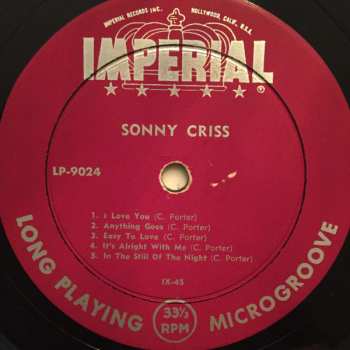 IMPERIAL RECORDS INC.
HOLLYWOOD, CALIF., U.S.A.
IMPERIAL
®
SONNY CRISS
LP-9024
1. I Love You (C. Porter)
2. Anything Goes (C. Porter)
3. Easy To Love (C. Porter)
4. It's Alright With Me (C. Porter)
5. In The Still Of The Night (C. Porter)
IX-45
LONG PLAYING
33⅓
RPM
MICROGROOVE